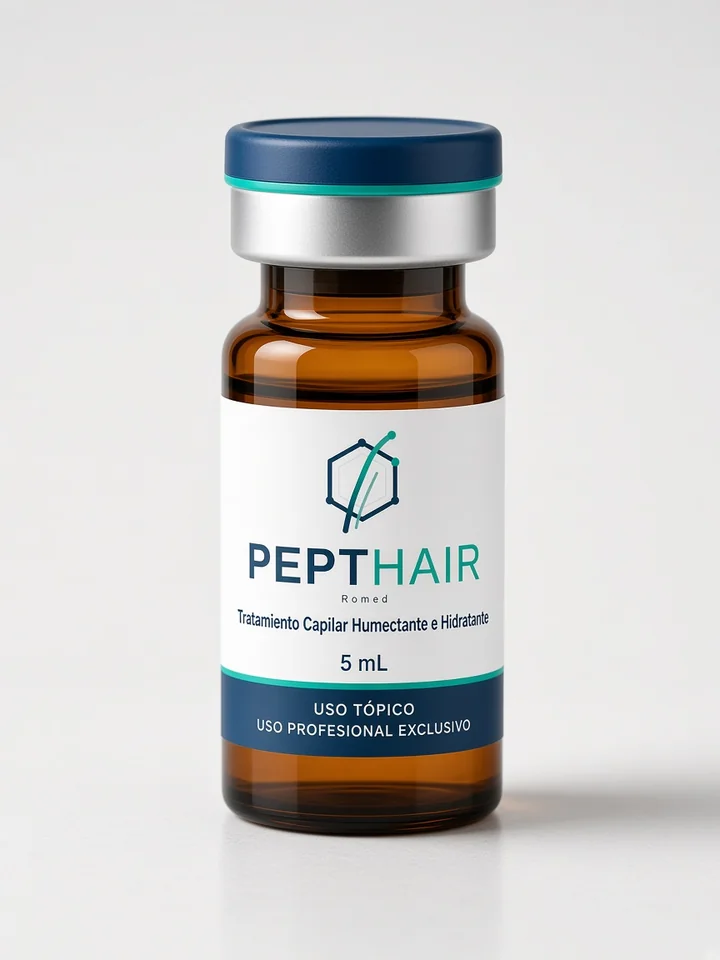 PEPTHAIR
Romed
Tratamiento Capilar Humectante e Hidratante
5 mL
USO TÓPICO
USO PROFESIONAL EXCLUSIVO